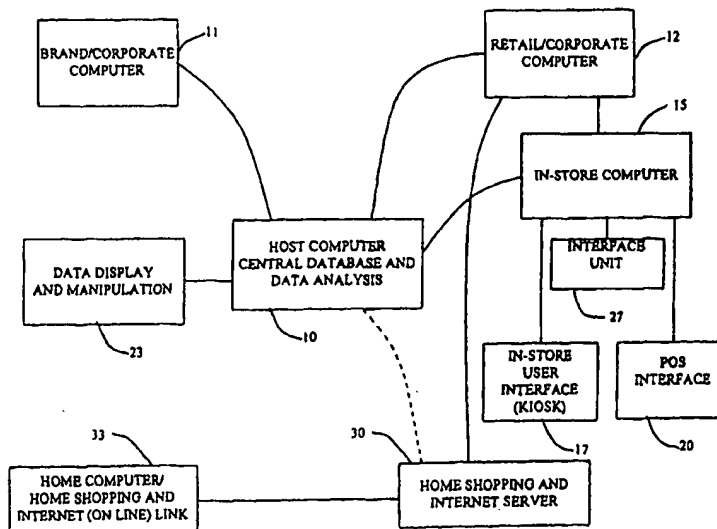 11
BRAND/CORPORATE
COMPUTER
RETAIL/CORPORATE
COMPUTER
12
15
IN-STORE COMPUTER
HOST COMPUTER
CENTRAL DATABASE AND
DATA ANALYSIS
10
DATA DISPLAY
AND MANIPULATION
23
INTERFACE
UNIT
27
IN-STORE
USER
INTERFACE
(KIOSK)
17
POS
INTERFACE
20
33
HOME COMPUTER/
HOME SHOPPING AND
INTERNET (ON LINE) LINK
30
HOME SHOPPING AND
INTERNET SERVER